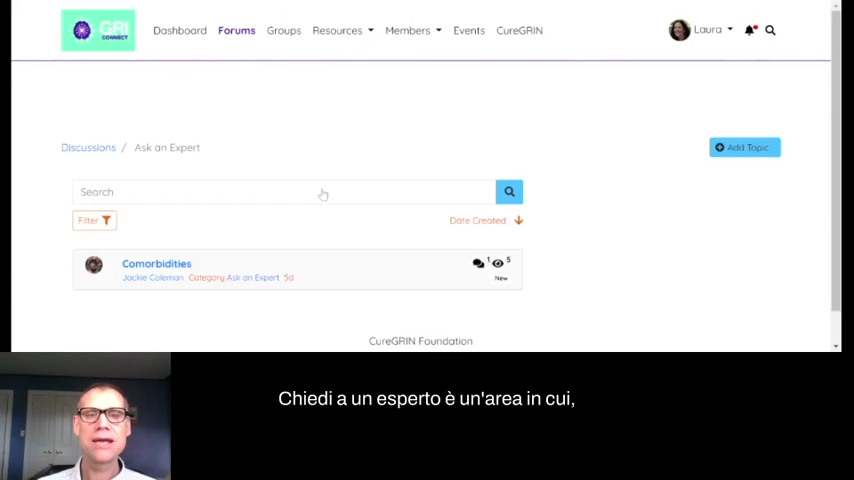 GRI
CONNECT
Dashboard Forums Groups Resources Members Events CureGRIN Laura
Discussions / Ask an Expert Add Topic
Search
Filter Date Created
Comorbidities 1 5
Jackie Coleman Category Ask an Expert 5d New
CureGRIN Foundation
Chiedi a un esperto è un'area in cui,